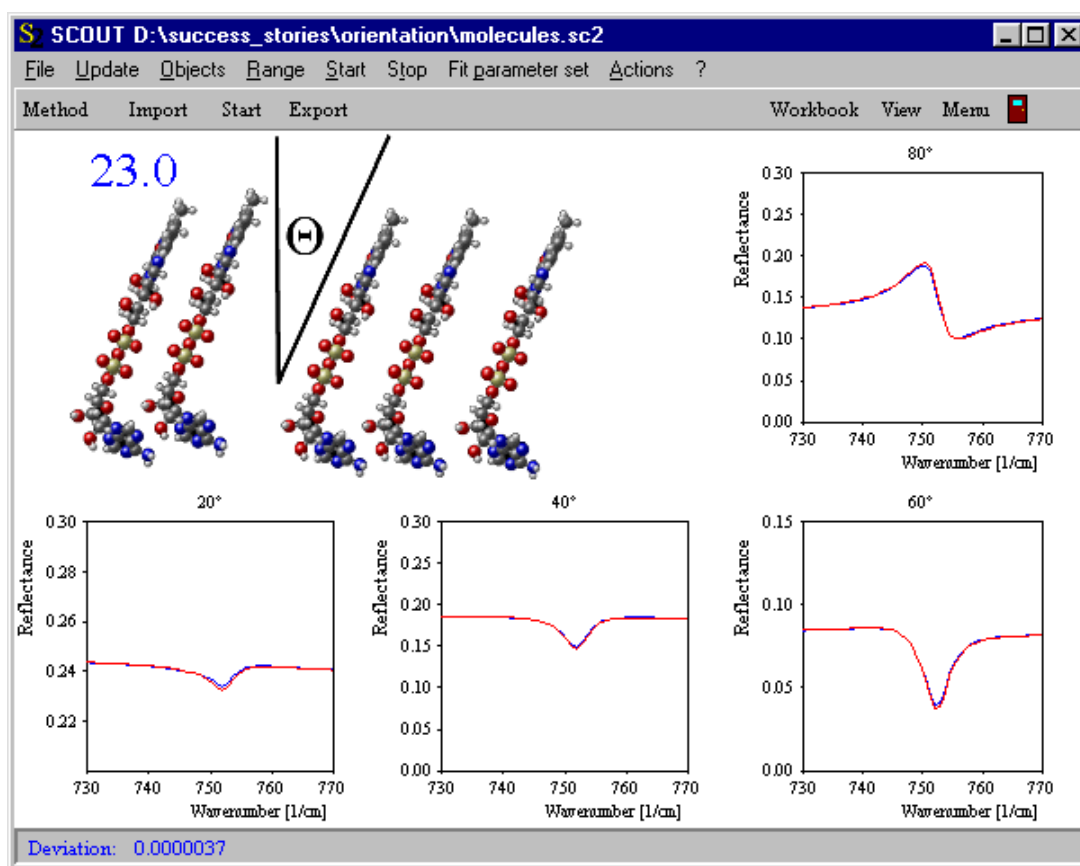 S2 SCOUT D:\success_stories\orientation\molecules.sc2
File Update Objects Range Start Stop Fit parameter set Actions ?
Method Import Start Export Workbook View Menu
23.0
Θ
80°
Reflectance
0.30
0.25
0.20
0.15
0.10
0.05
0.00
730 740 750 760 770
Wavenumber [1/cm]
20°
Reflectance
0.30
0.28
0.26
0.24
0.22
730 740 750 760 770
Wavenumber [1/cm]
40°
Reflectance
0.30
0.25
0.20
0.15
0.10
0.05
0.00
730 740 750 760 770
Wavenumber [1/cm]
60°
Reflectance
0.15
0.10
0.05
0.00
730 740 750 760 770
Wavenumber [1/cm]
Deviation: 0.0000037